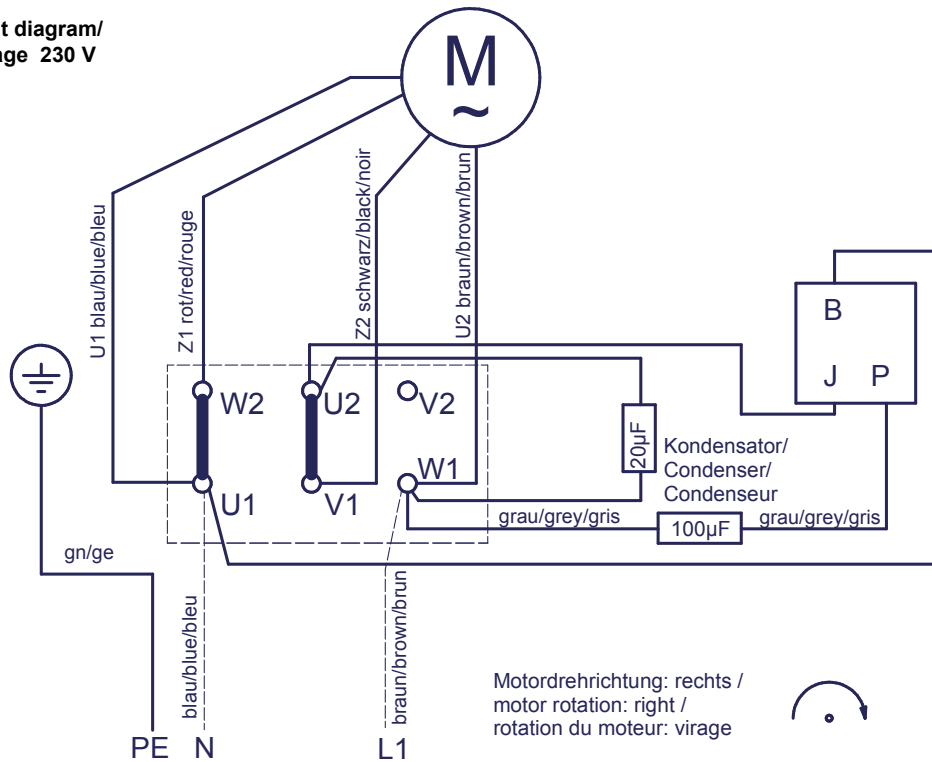 t diagram/
age 230 V
M
~
U1 blau/blue/bleu
Z1 rot/red/rouge
Z2 schwarz/black/noir
U2 braun/brown/brun
B
J P
W2 U2 V2
U1 V1 W1
20µF
Kondensator/
Condenser/
Condenseur
grau/grey/gris
100µF
grau/grey/gris
gn/ge
blau/blue/bleu
braun/brown/brun
Motordrehrichtung: rechts /
motor rotation: right /
rotation du moteur: virage
PE N L1